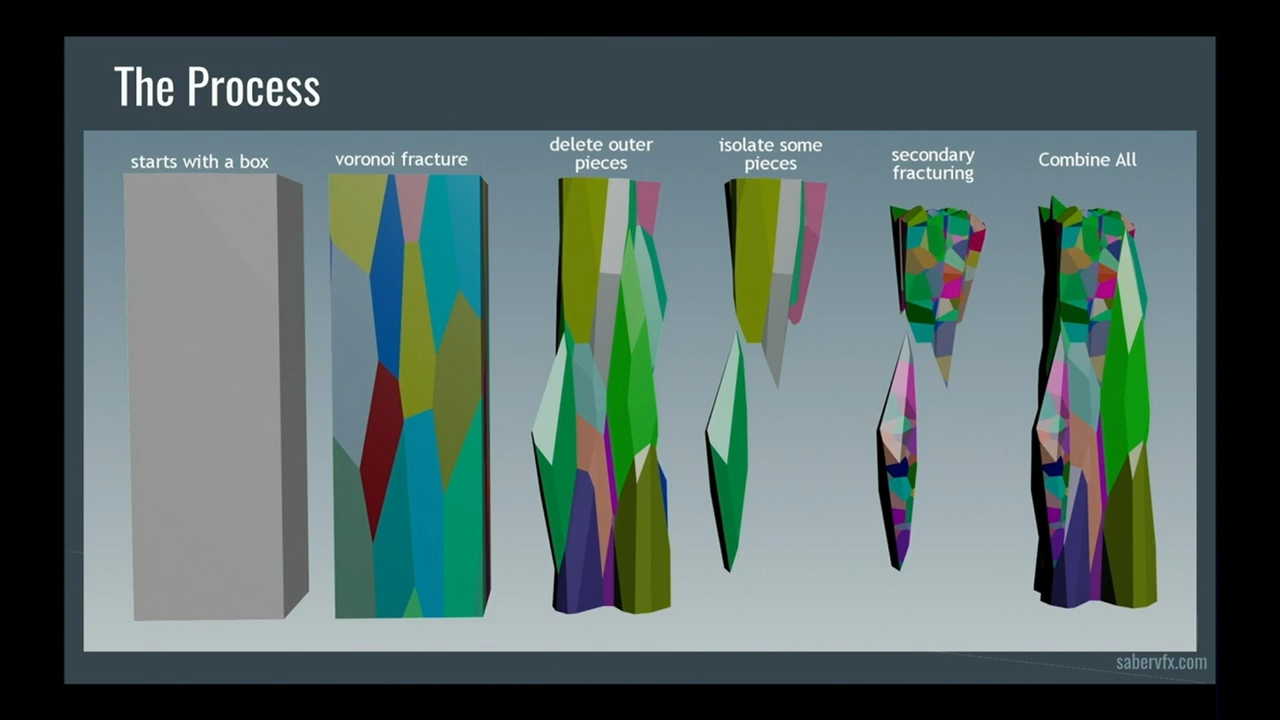 The Process
starts with a box
voronoi fracture
delete outer
pieces
isolate some
pieces
secondary
fracturing
Combine All
sabervfx.com